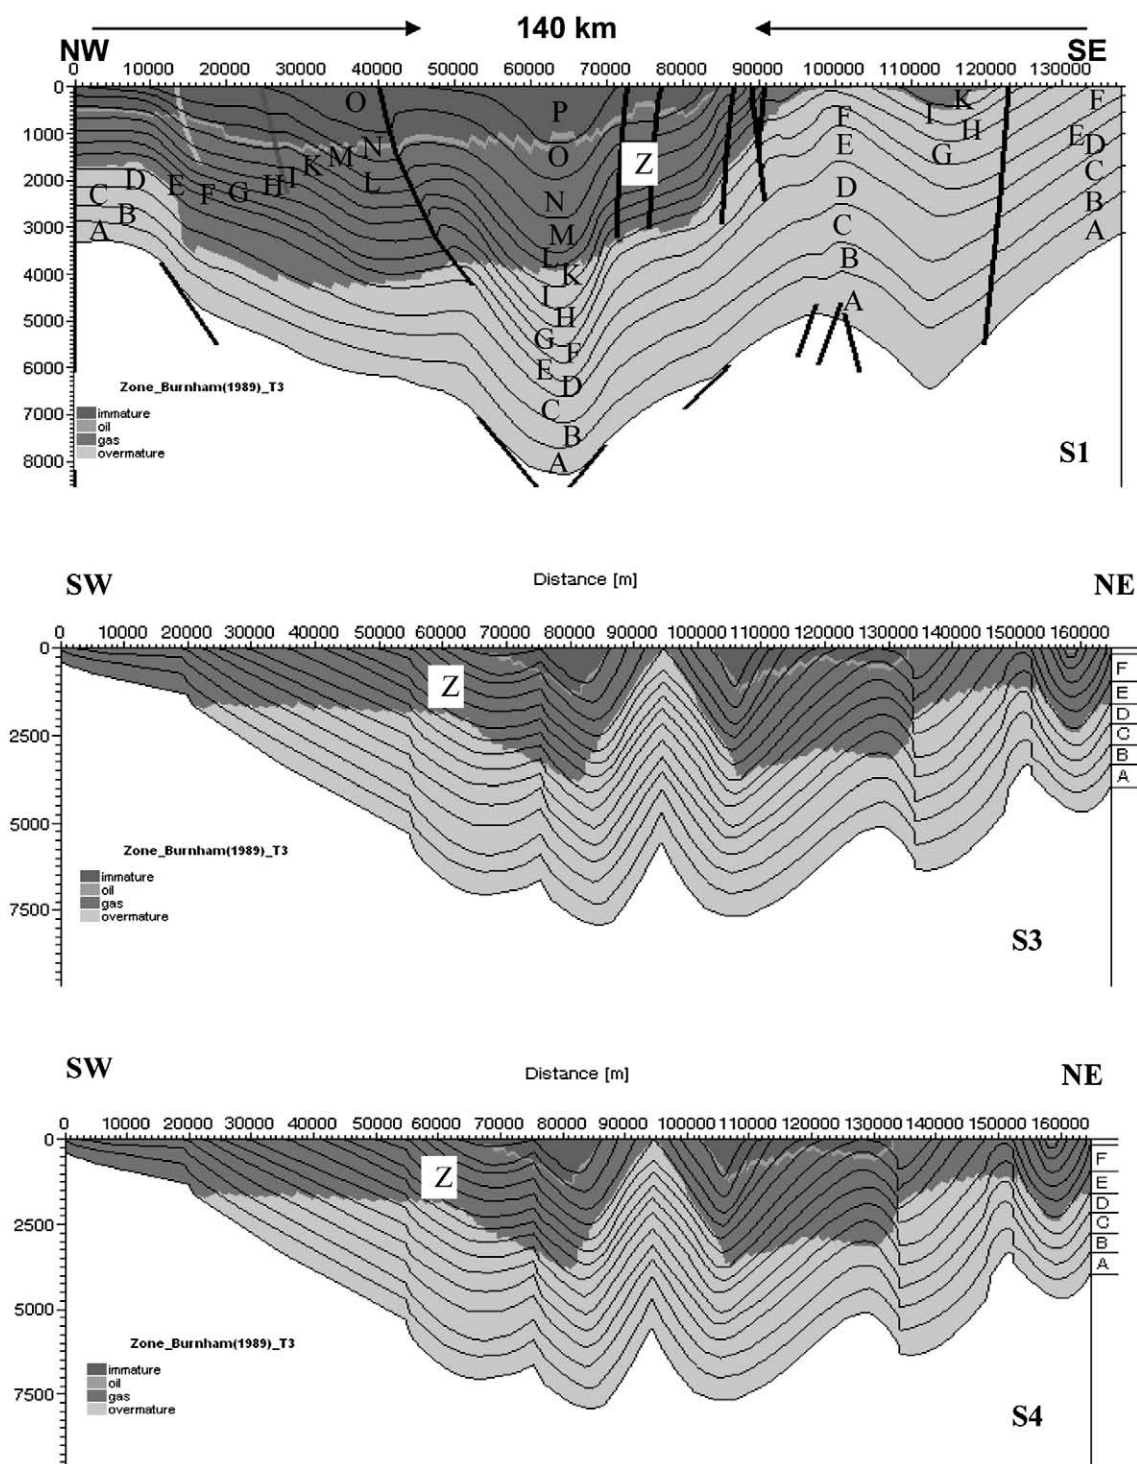 140 km
NW SE
0 10000 20000 30000 40000 50000 60000 70000 80000 90000 100000 110000 120000 130000
0
1000
2000
3000
4000
5000
6000
7000
8000
O P F I K F
N O E H E D
K M G
L Z D C
C D E F G H I N B
B C A
A M B
L K A
I
H
G F
E D
C
B
A
Zone_Burnham(1989)_T3
immature
oil
gas
overmature
S1
SW NE
Distance [m]
0 10000 20000 30000 40000 50000 60000 70000 80000 90000 100000 110000 120000 130000 140000 150000 160000
0
2500
5000
7500
Z
F
E
D
C
B
A
Zone_Burnham(1989)_T3
immature
oil
gas
overmature
S3
SW NE
Distance [m]
0 10000 20000 30000 40000 50000 60000 70000 80000 90000 100000 110000 120000 130000 140000 150000 160000
0
2500
5000
7500
Z
F
E
D
C
B
A
Zone_Burnham(1989)_T3
immature
oil
gas
overmature
S4